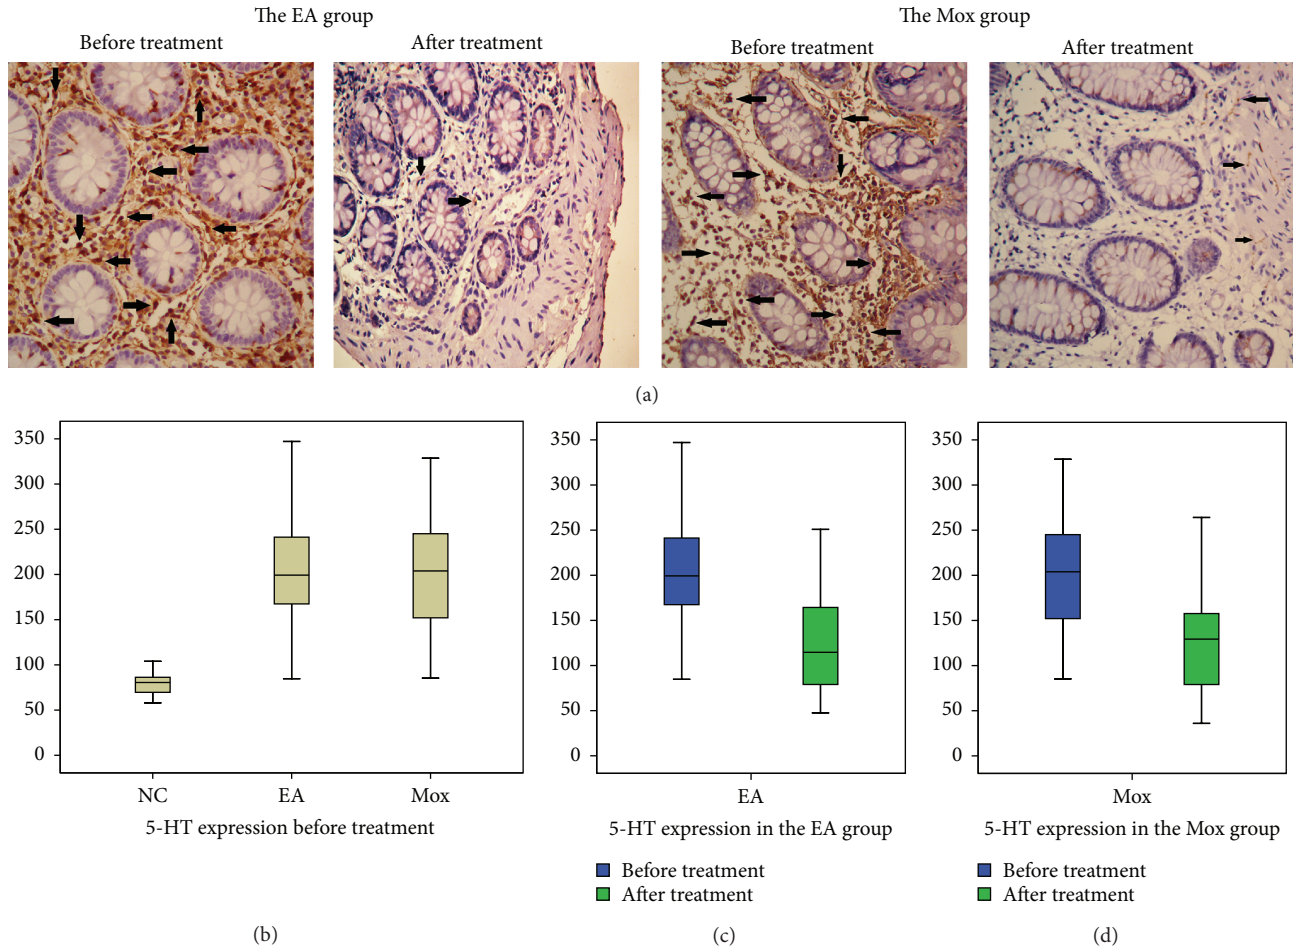 The EA group
The Mox group
Before treatment
After treatment
Before treatment
After treatment
(a)
350
300
250
200
150
100
50
0
NC
EA
Mox
5-HT expression before treatment
(b)
350
300
250
200
150
100
50
0
EA
5-HT expression in the EA group
Before treatment
After treatment
(c)
350
300
250
200
150
100
50
0
Mox
5-HT expression in the Mox group
Before treatment
After treatment
(d)